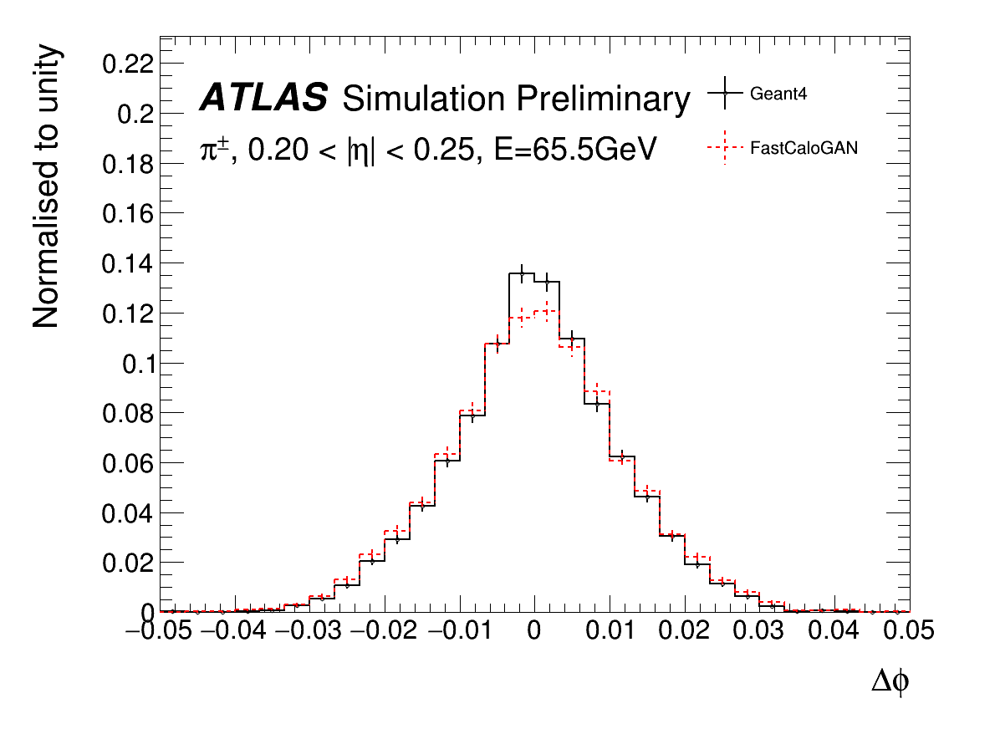 Normalised to unity
ATLAS Simulation Preliminary
π±, 0.20 < |η| < 0.25, E=65.5GeV
Geant4
FastCaloGAN
0.22
0.2
0.18
0.16
0.14
0.12
0.1
0.08
0.06
0.04
0.02
0
−0.05 −0.04 −0.03 −0.02 −0.01 0 0.01 0.02 0.03 0.04 0.05
Δϕ